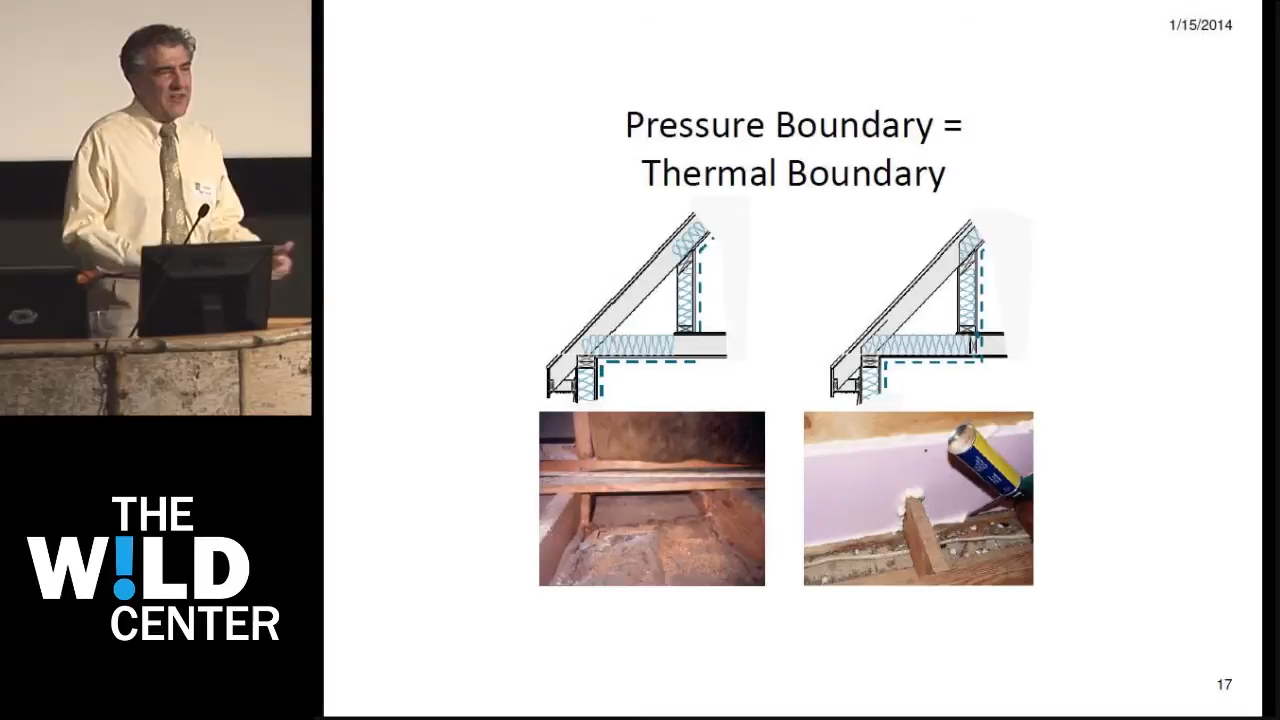 1/15/2014
Pressure Boundary =
Thermal Boundary
THE
W!LD
CENTER
17